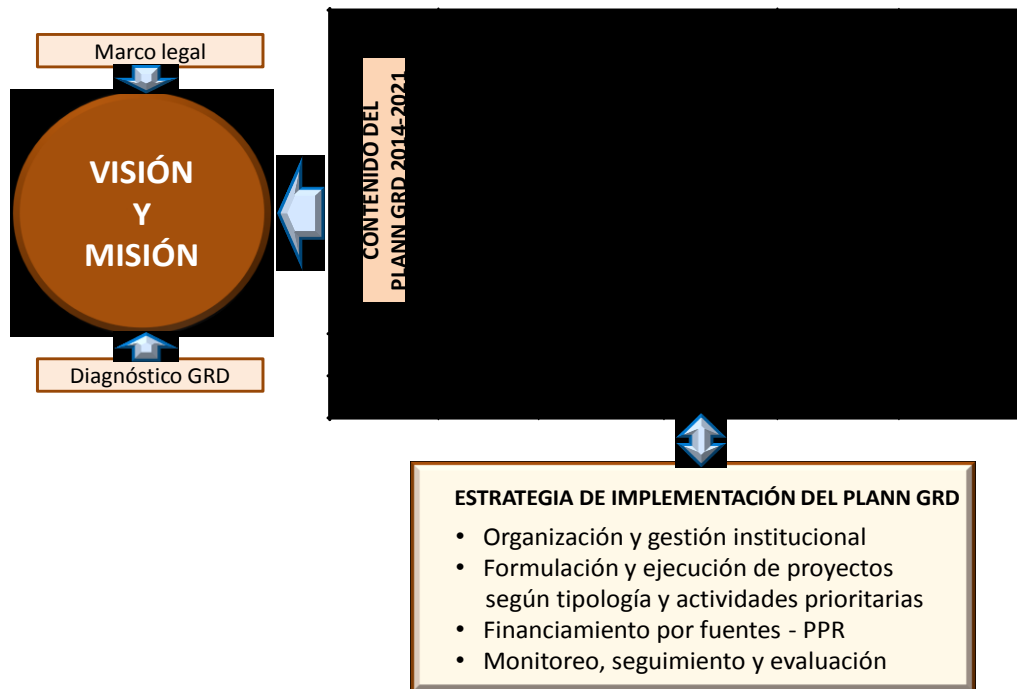 Marco legal
VISIÓN
Y
MISIÓN
Diagnóstico GRD
CONTENIDO DEL
PLANN GRD 2014-2021
ESTRATEGIA DE IMPLEMENTACIÓN DEL PLANN GRD
• Organización y gestión institucional
• Formulación y ejecución de proyectos
según tipología y actividades prioritarias
• Financiamiento por fuentes - PPR
• Monitoreo, seguimiento y evaluación